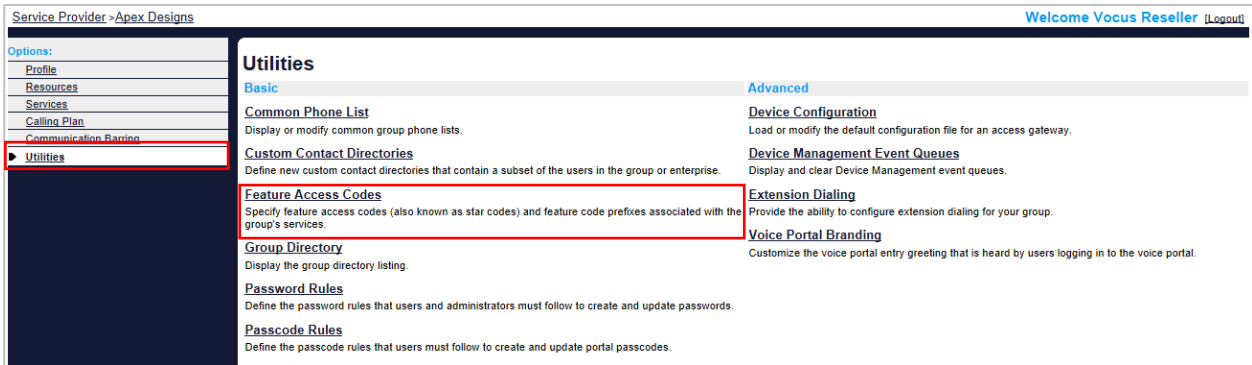 Service Provider >Apex Designs
Welcome Vocus Reseller [Logout]
Options:
Profile
Resources
Services
Calling Plan
Communication Barring
Utilities
Utilities
Basic
Common Phone List
Display or modify common group phone lists.
Custom Contact Directories
Define new custom contact directories that contain a subset of the users in the group or enterprise.
Feature Access Codes
Specify feature access codes (also known as star codes) and feature code prefixes associated with the
group's services.
Group Directory
Display the group directory listing.
Password Rules
Define the password rules that users and administrators must follow to create and update passwords.
Passcode Rules
Define the passcode rules that users must follow to create and update portal passcodes.
Advanced
Device Configuration
Load or modify the default configuration file for an access gateway.
Device Management Event Queues
Display and clear Device Management event queues.
Extension Dialing
Provide the ability to configure extension dialing for your group.
Voice Portal Branding
Customize the voice portal entry greeting that is heard by users logging in to the voice portal.